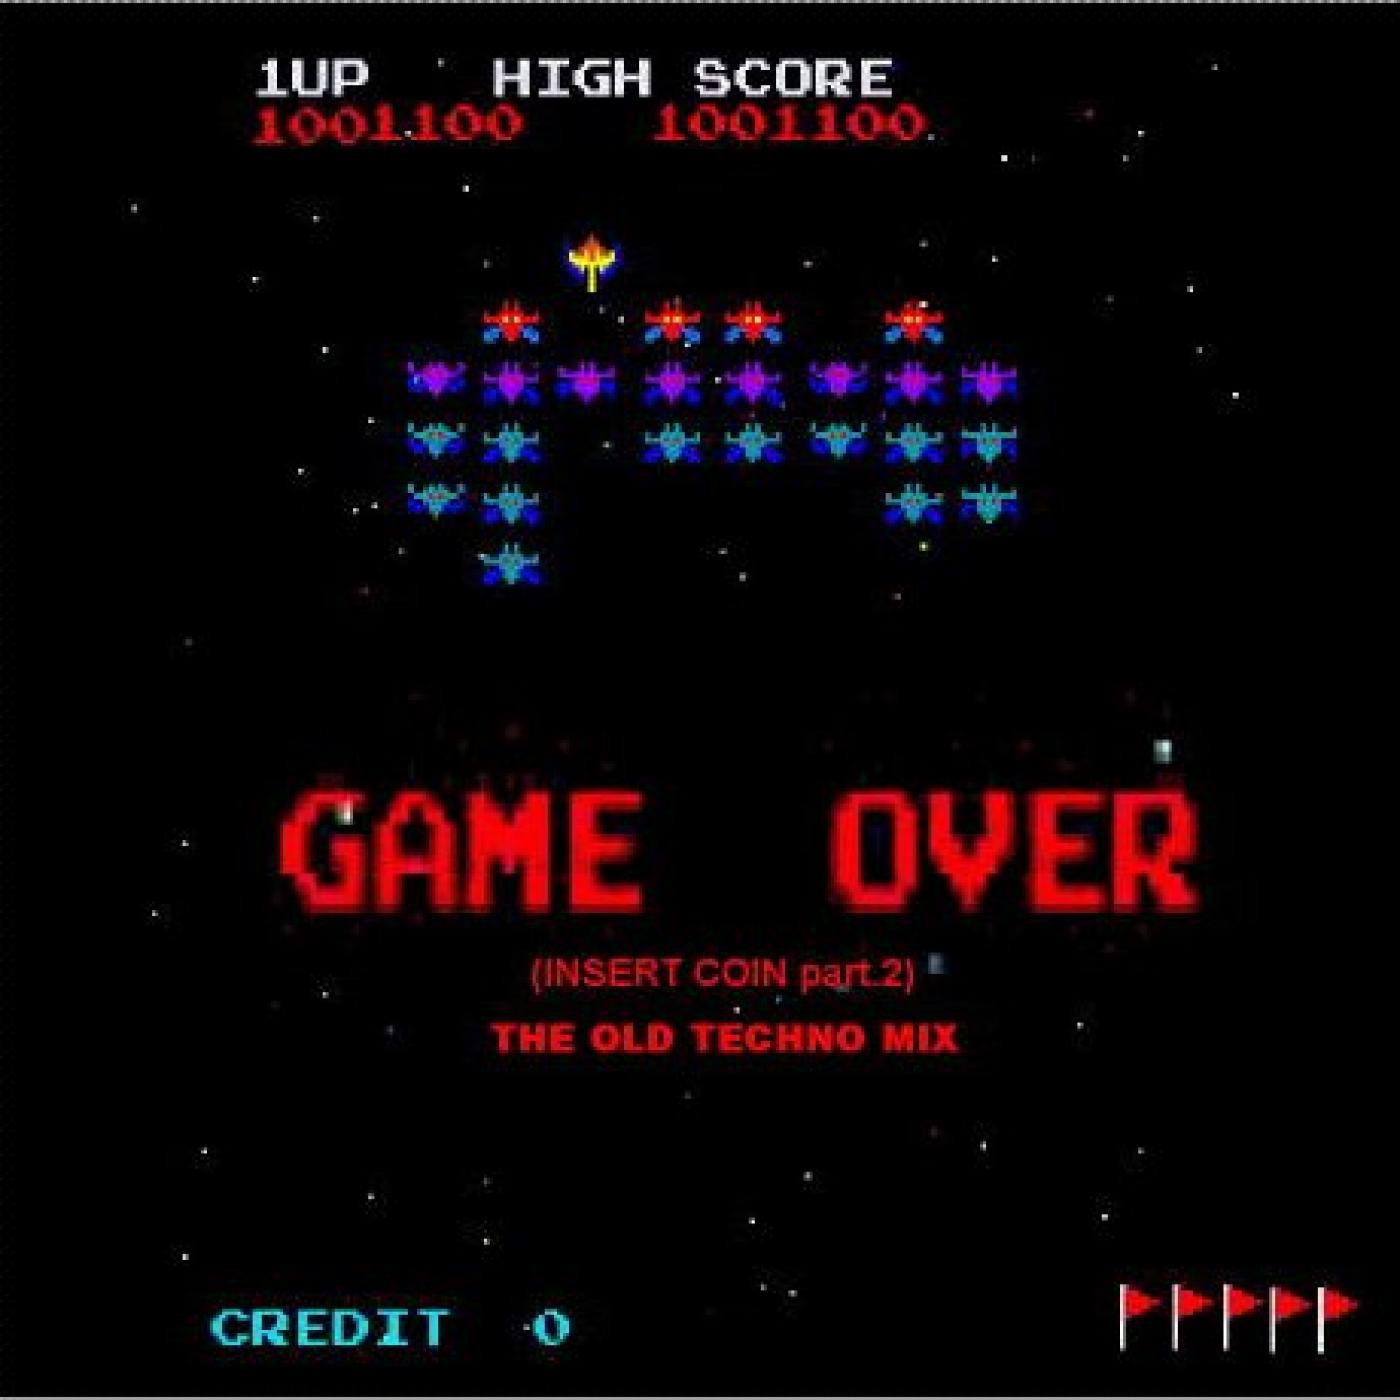 1UP HIGH SCORE
1001100 1001100
GAME OVER
(INSERT COIN part.2)
THE OLD TECHNO MIX
CREDIT 0